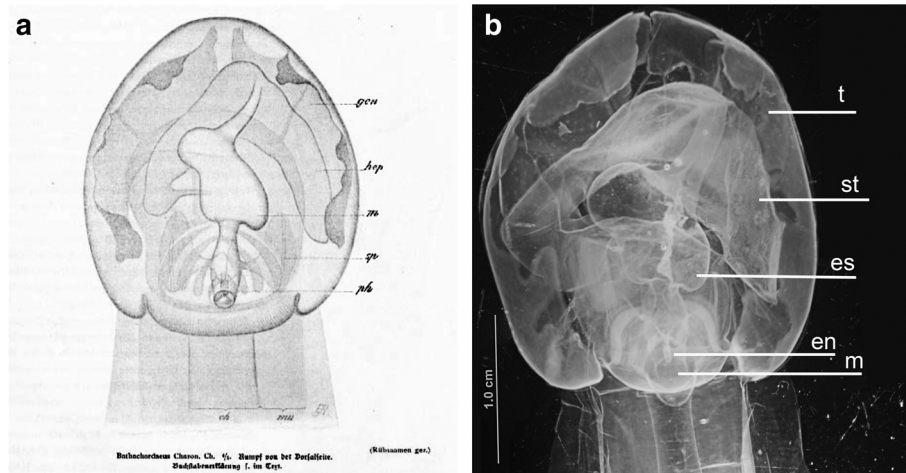 a
gon
hep
m
sp
ph
ch
mu
Bathochordaeus Charon. Ch. ⁴/₁. Rumpf von der Dorsalseite.
Buchstabenerklärung s. im Text.
(Rübsaamen gez.)
b
t
st
es
en
m
1.0 cm